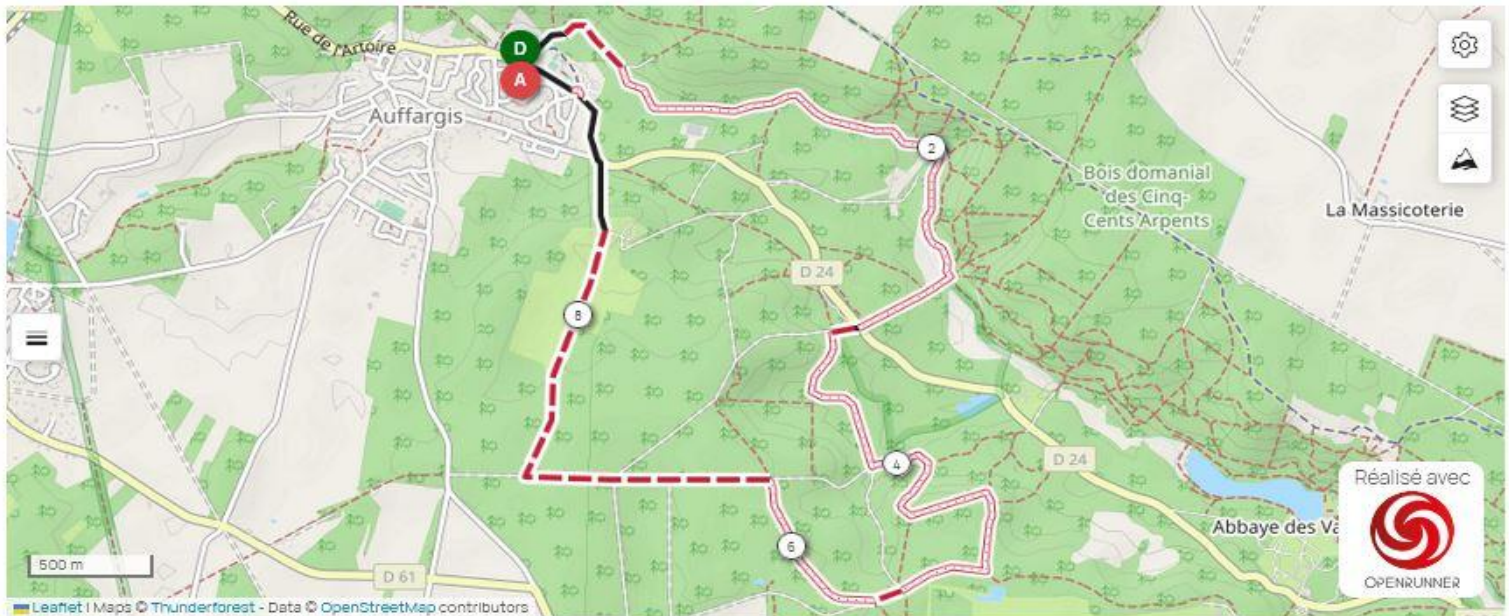 Rue de l'Artoire
D
A
Auffargis
2
Bois domanial
des Cinq-
Cents Arpents
La Massicoterie
D 24
8
4
D 24
Réalisé avec
6
Abbaye des Va
500 m
D 61
OPENRUNNER
Leaflet | Maps © Thunderforest - Data © OpenStreetMap contributors